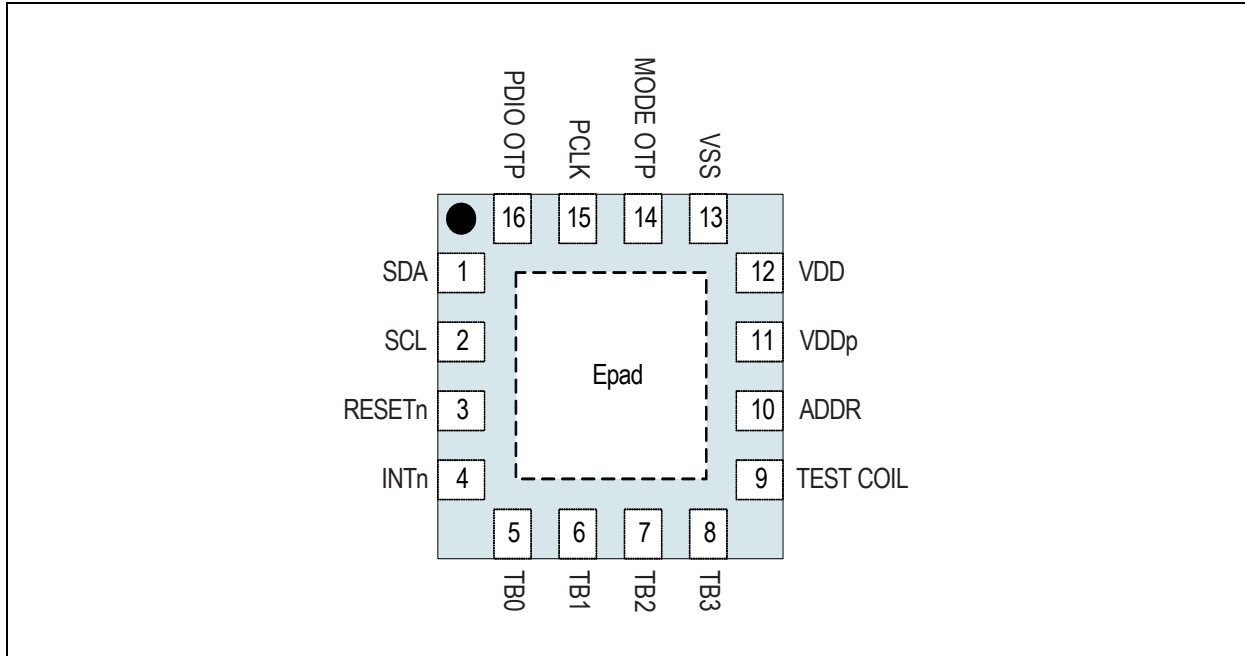 PDIO OTP
PCLK
MODE OTP
VSS
16
15
14
13
SDA 1
12 VDD
SCL 2
11 VDDp
Epad
RESETn 3
10 ADDR
INTn 4
9 TEST COIL
5
6
7
8
TB0
TB1
TB2
TB3